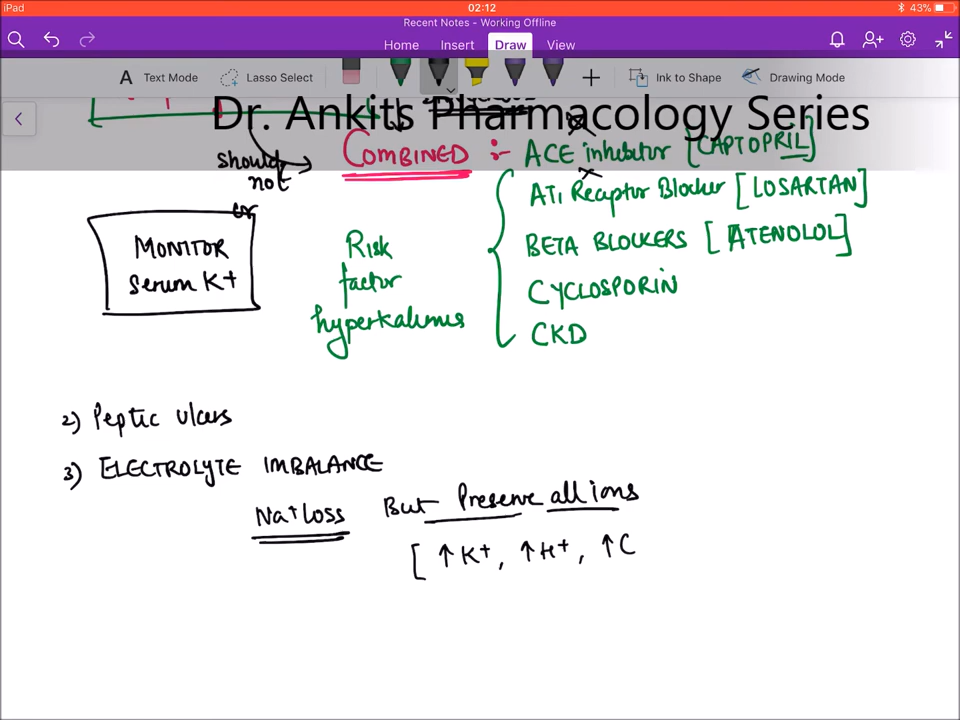 iPad
02:12
43%
Recent Notes - Working Offline
Home Insert Draw View
Text Mode Lasso Select Ink to Shape Drawing Mode
Dr. Ankits Pharmacology Series
should not or
COMBINED :- ACE inhibitor [CAPTOPRIL]
AT1 Receptor Blocker [LOSARTAN]
BETA BLOCKERS [ATENOLOL]
CYCLOSPORIN
CKD
Risk
factor
MONITOR
Serum K+
2) Peptic ulcers
3) ELECTROLYTE IMBALANCE
Na+ Loss But Preserve all ions
[ ↑K+, ↑H+, ↑C